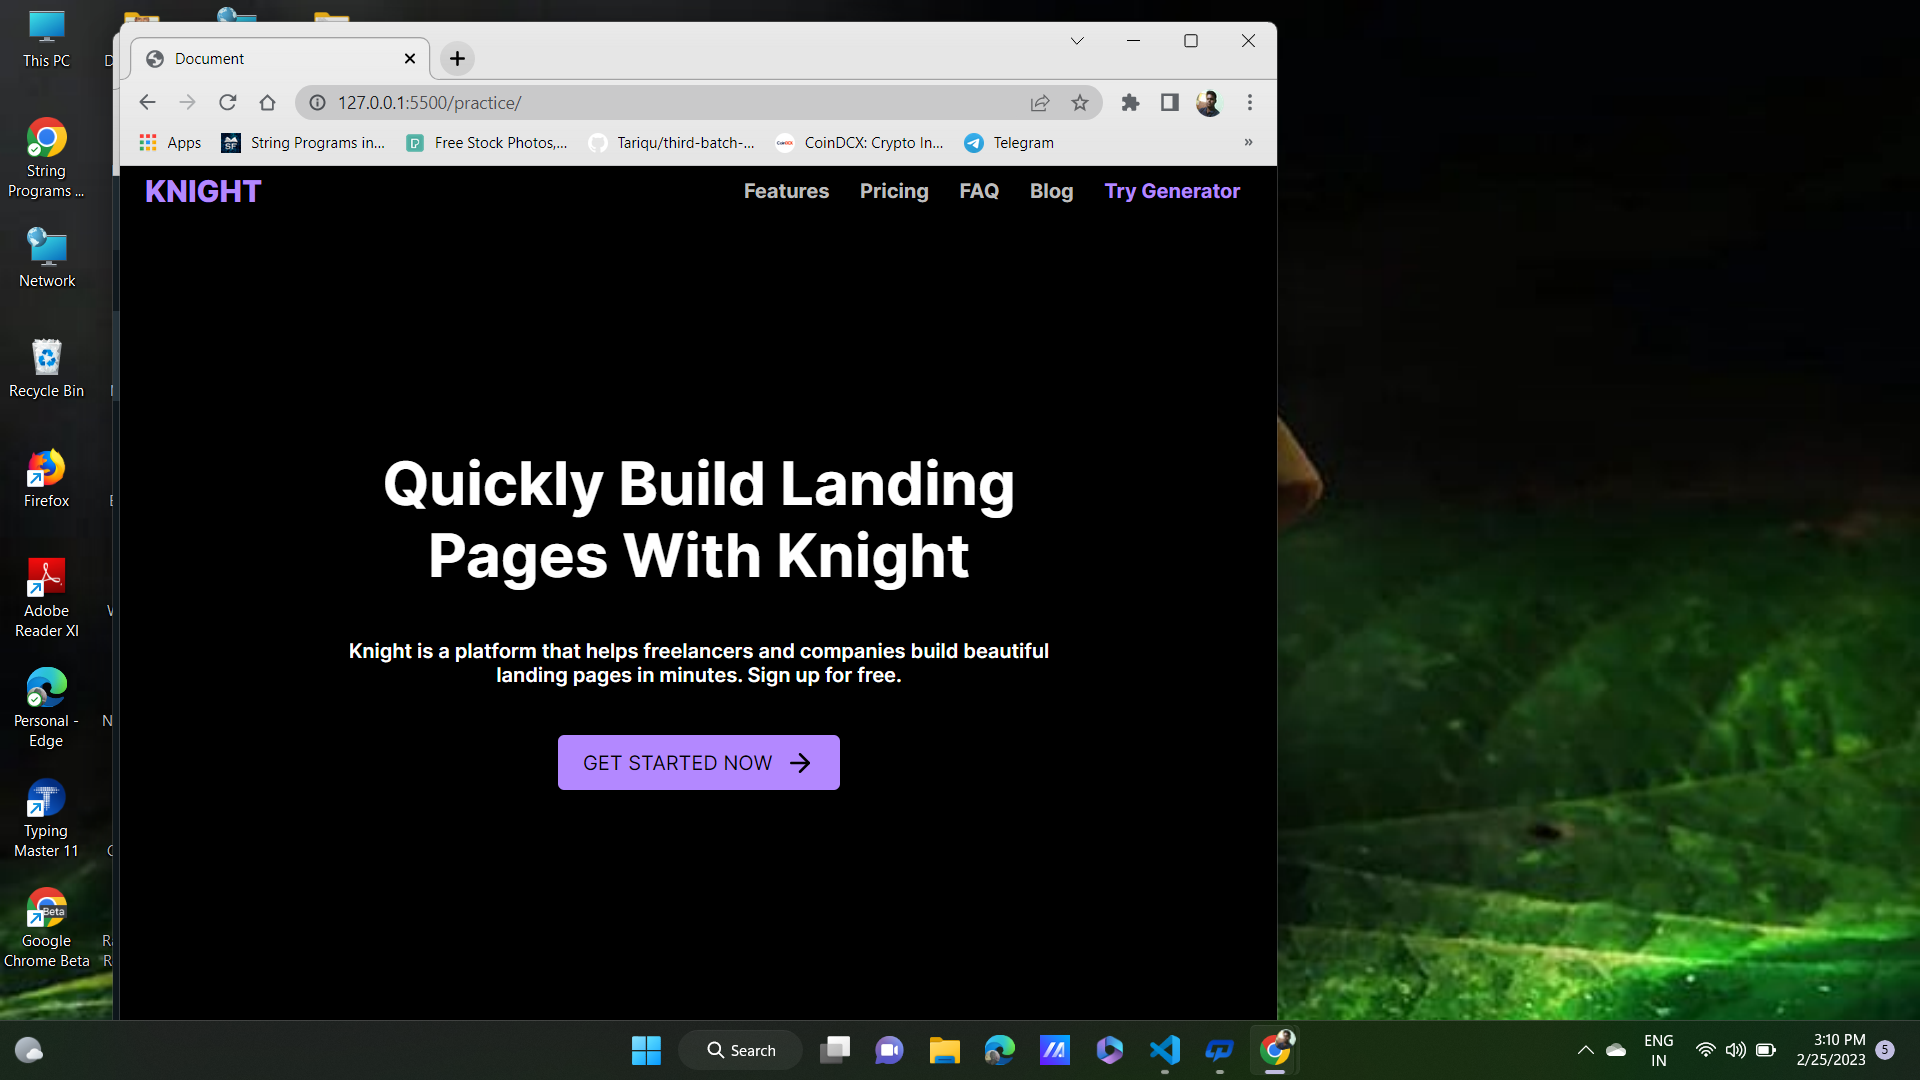 This PC
String
Programs ...
Network
Recycle Bin
Firefox
Adobe
Reader XI
Personal -
Edge
Typing
Master 11
Beta
Google
Chrome Beta
Document
127.0.0.1:5500/practice/
Apps
SF
String Programs in...
Free Stock Photos,...
Tariqu/third-batch-...
CoinDCX: Crypto In...
Telegram
»
KNIGHT
Features
Pricing
FAQ
Blog
Try Generator
Quickly Build Landing
Pages With Knight
Knight is a platform that helps freelancers and companies build beautiful
landing pages in minutes. Sign up for free.
GET STARTED NOW
Search
ENG
IN
3:10 PM
2/25/2023
5